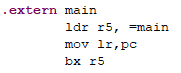 .extern main
ldr r5, =main
mov lr,pc
bx r5